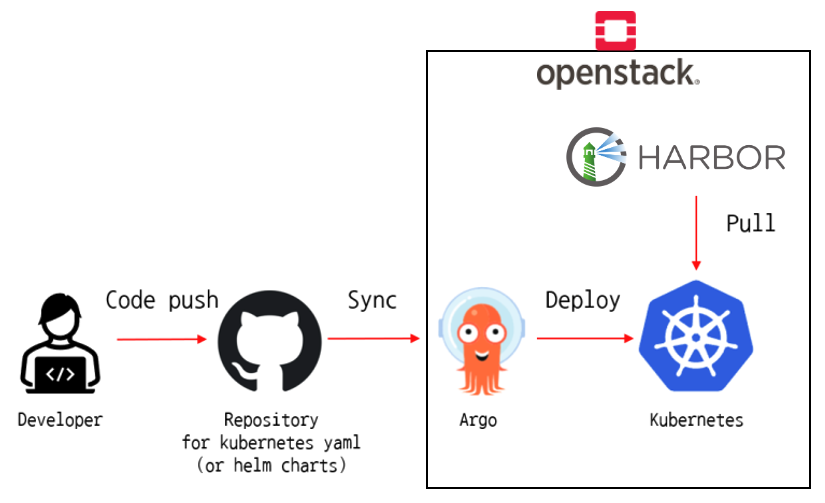 openstack.
HARBOR
Pull
Code push
Sync
Deploy
</>
Developer
Repository
for kubernetes yaml
(or helm charts)
Argo
Kubernetes